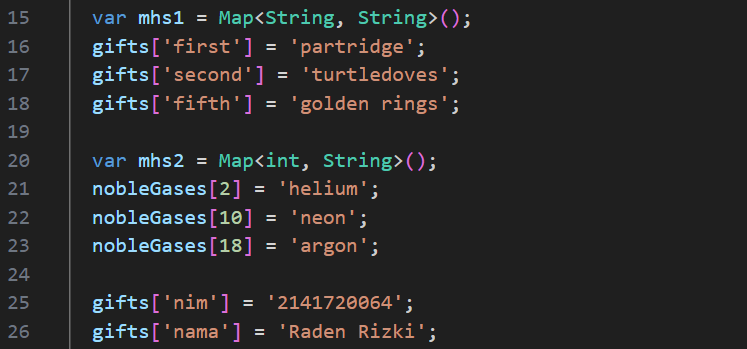 15 var mhs1 = Map<String, String>();
16 gifts['first'] = 'partridge';
17 gifts['second'] = 'turtledoves';
18 gifts['fifth'] = 'golden rings';
19
20 var mhs2 = Map<int, String>();
21 nobleGases[2] = 'helium';
22 nobleGases[10] = 'neon';
23 nobleGases[18] = 'argon';
24
25 gifts['nim'] = '2141720064';
26 gifts['nama'] = 'Raden Rizki';